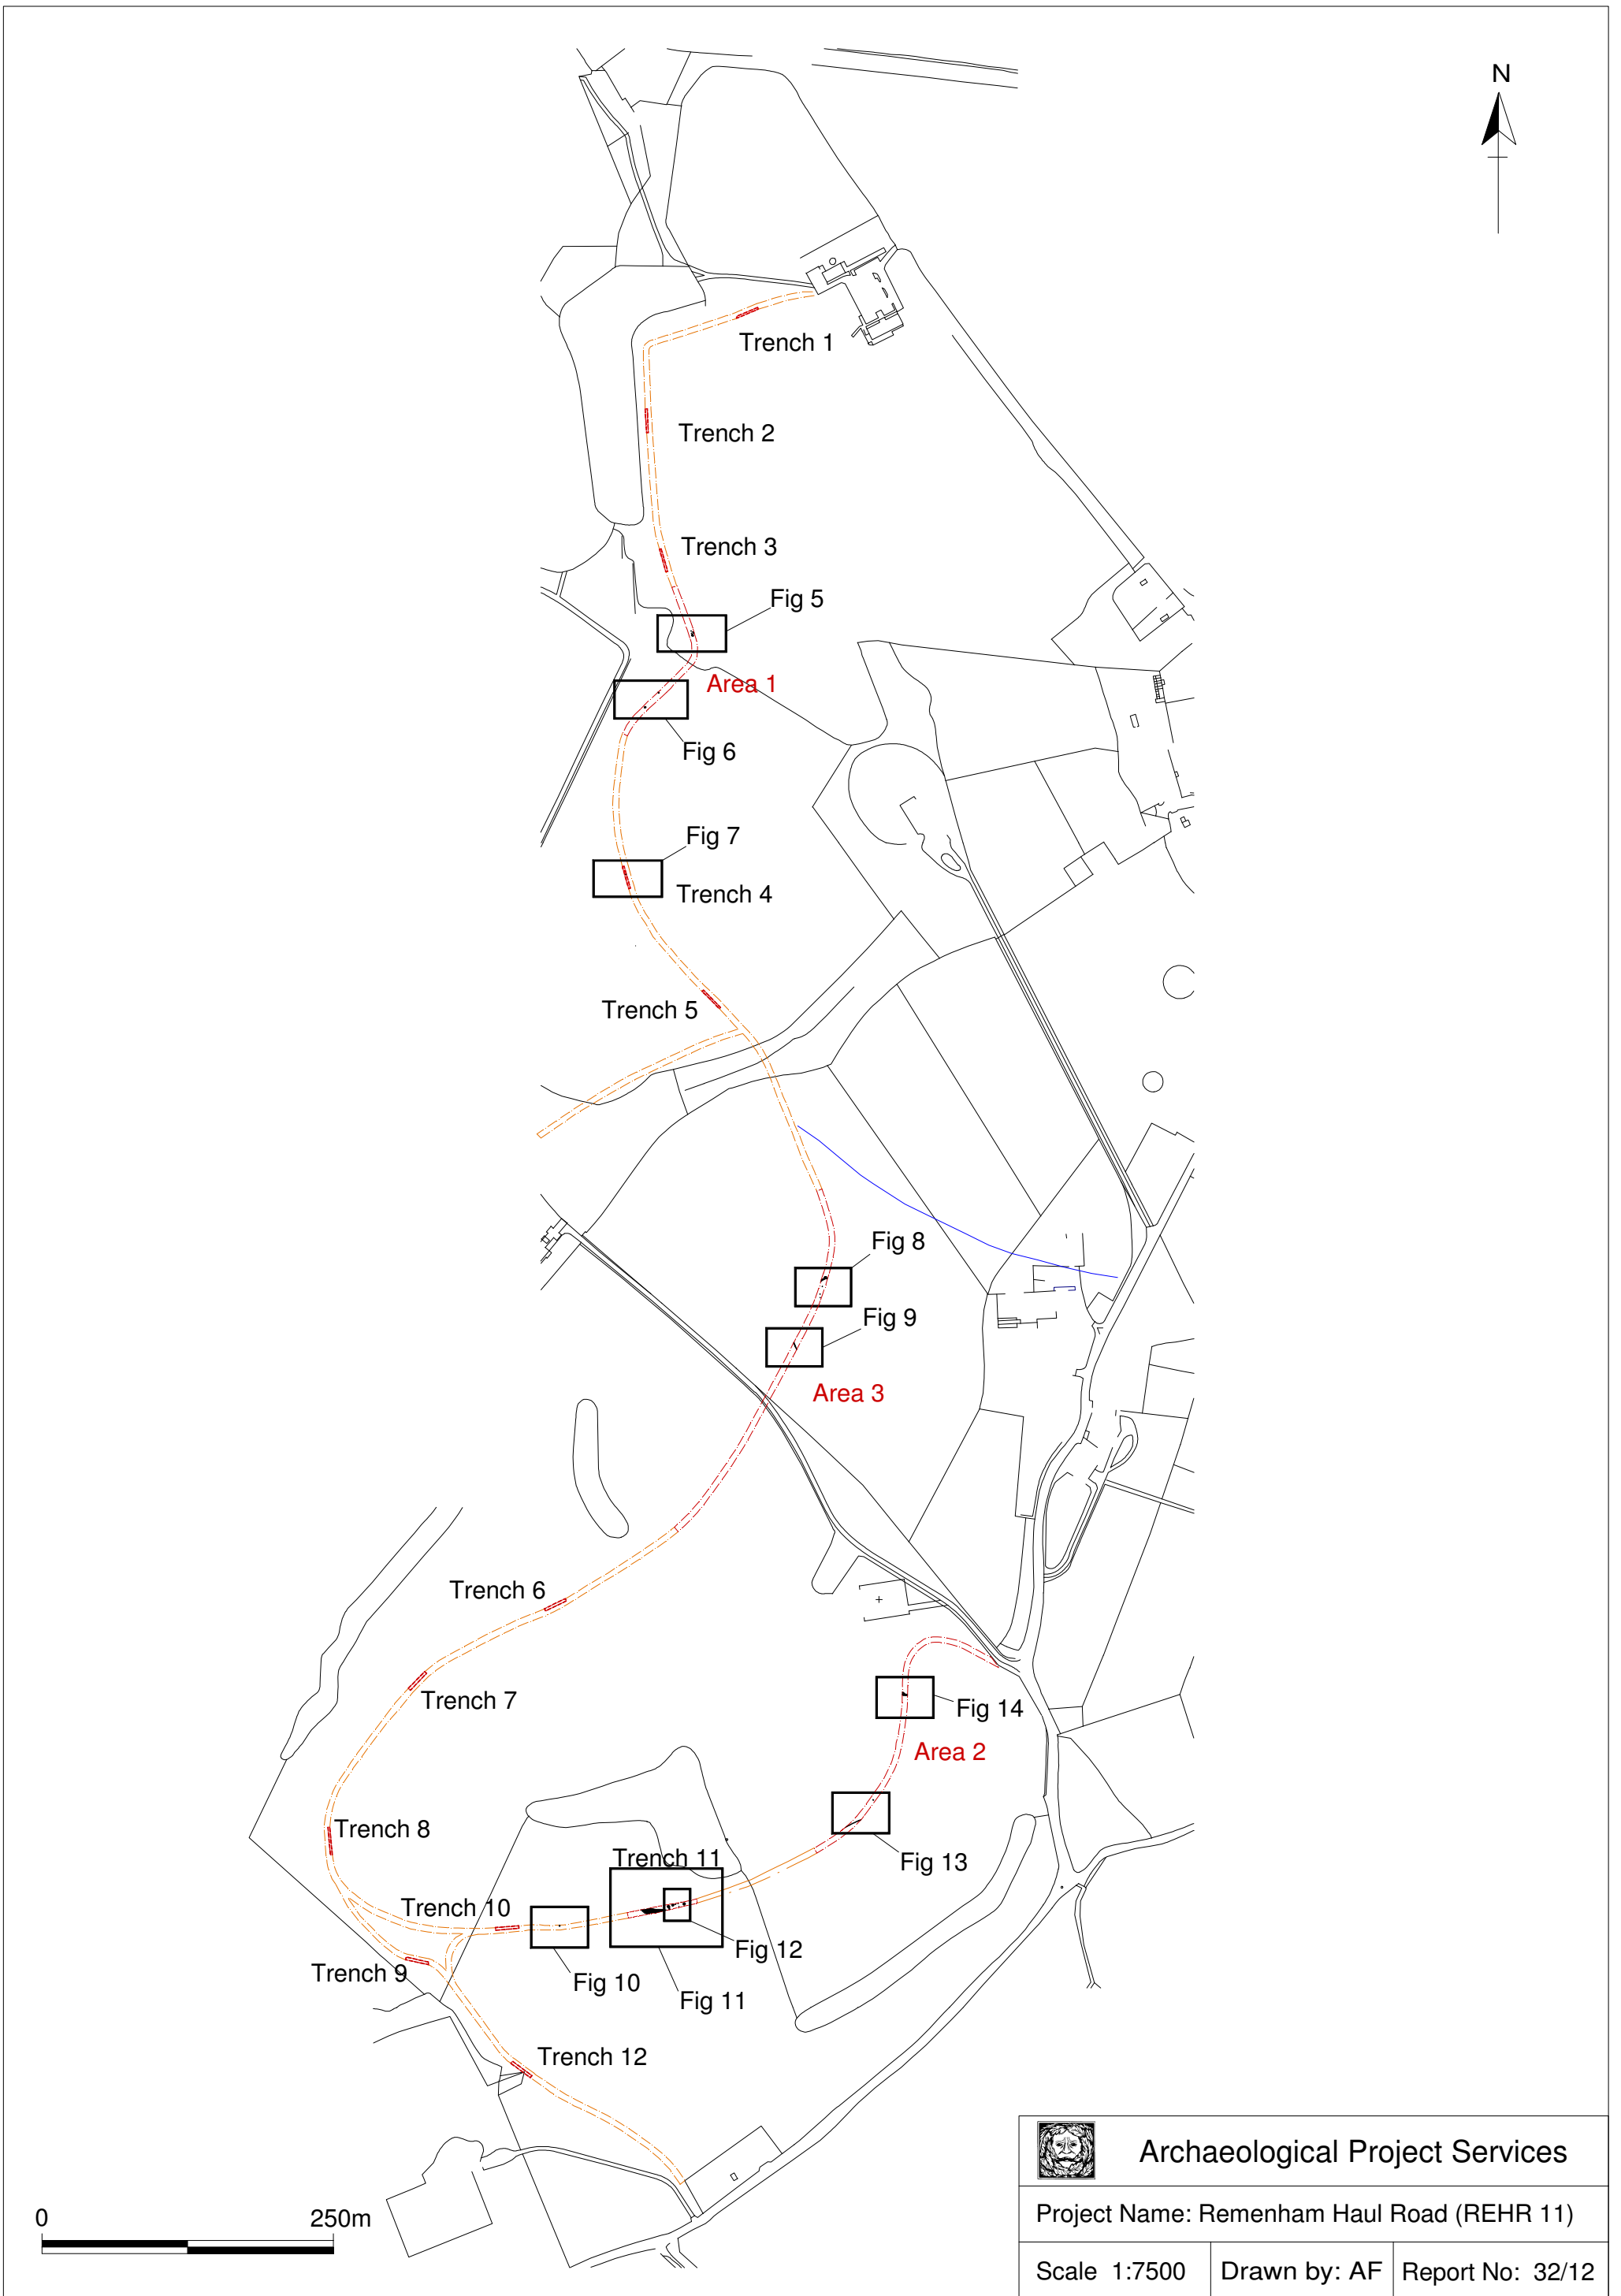 N
Trench 1
Trench 2
Trench 3
Fig 5
Area 1
Fig 6
Fig 7
Trench 4
Trench 5
Fig 8
Fig 9
Area 3
Trench 6
Trench 7
Fig 14
Area 2
Trench 8
Fig 13
Trench 11
Trench 10
Fig 12
Trench 9
Fig 10
Fig 11
Trench 12
0 250m
Archaeological Project Services
Project Name: Remenham Haul Road (REHR 11)
Scale 1:7500 Drawn by: AF Report No: 32/12